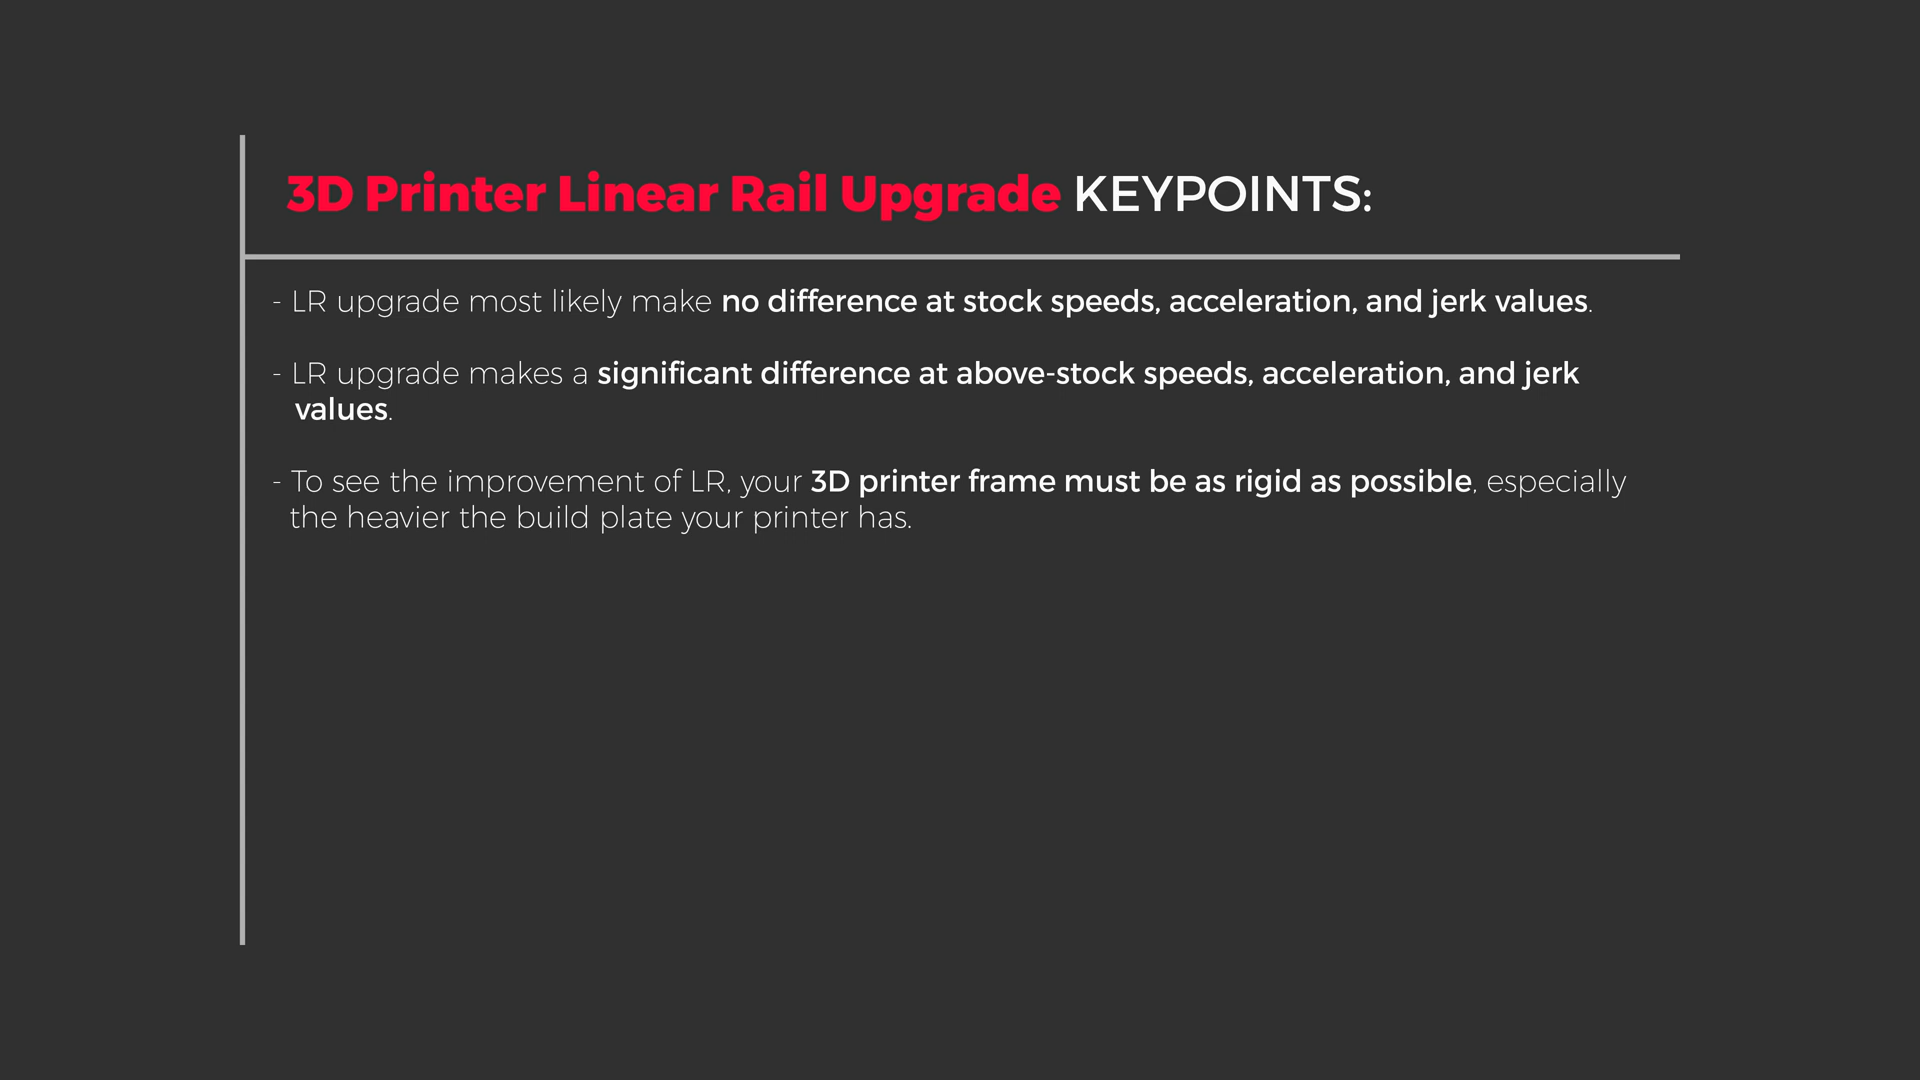 3D Printer Linear Rail Upgrade KEYPOINTS:
- LR upgrade most likely make no difference at stock speeds, acceleration, and jerk values.
- LR upgrade makes a significant difference at above-stock speeds, acceleration, and jerk
values.
- To see the improvement of LR, your 3D printer frame must be as rigid as possible, especially
the heavier the build plate your printer has.